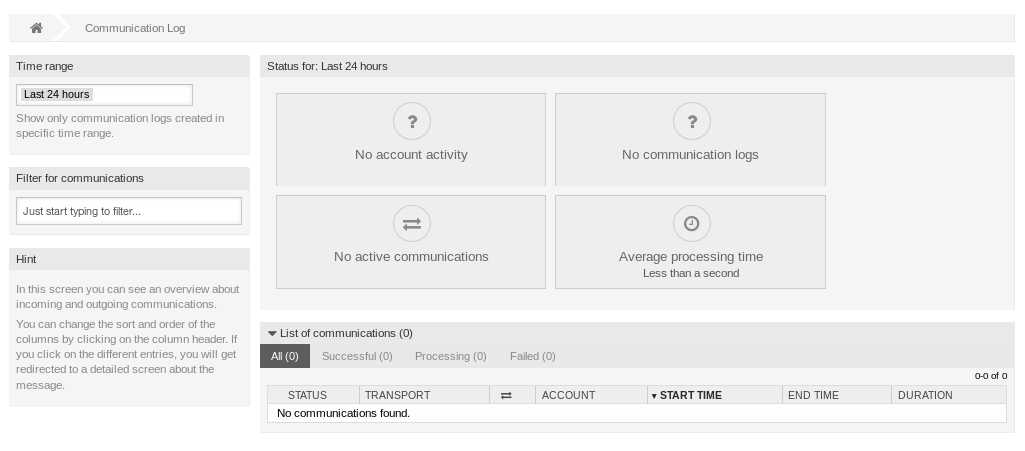 Communication Log
Time range
Last 24 hours
Show only communication logs created in
specific time range.
Filter for communications
Just start typing to filter...
Hint
In this screen you can see an overview about
incoming and outgoing communications.
You can change the sort and order of the
columns by clicking on the column header. If
you click on the different entries, you will get
redirected to a detailed screen about the
message.
Status for: Last 24 hours
?
No account activity
?
No communication logs
No active communications
Average processing time
Less than a second
List of communications (0)
All (0) Successful (0) Processing (0) Failed (0)
0-0 of 0
STATUS TRANSPORT ACCOUNT START TIME END TIME DURATION
No communications found.